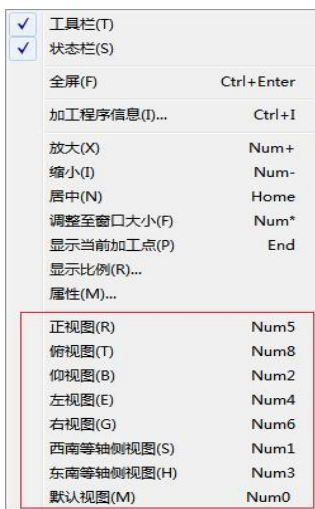 工具栏(T)
状态栏(S)
全屏(F) Ctrl+Enter
加工程序信息(I)... Ctrl+I
放大(X) Num+
缩小(I) Num-
居中(N) Home
调整至窗口大小(F) Num*
显示当前加工点(P) End
显示比例(R)...
属性(M)...
正视图(R) Num5
俯视图(T) Num8
仰视图(B) Num2
左视图(E) Num4
右视图(G) Num6
西南等轴侧视图(S) Num1
东南等轴侧视图(H) Num3
默认视图(M) Num0